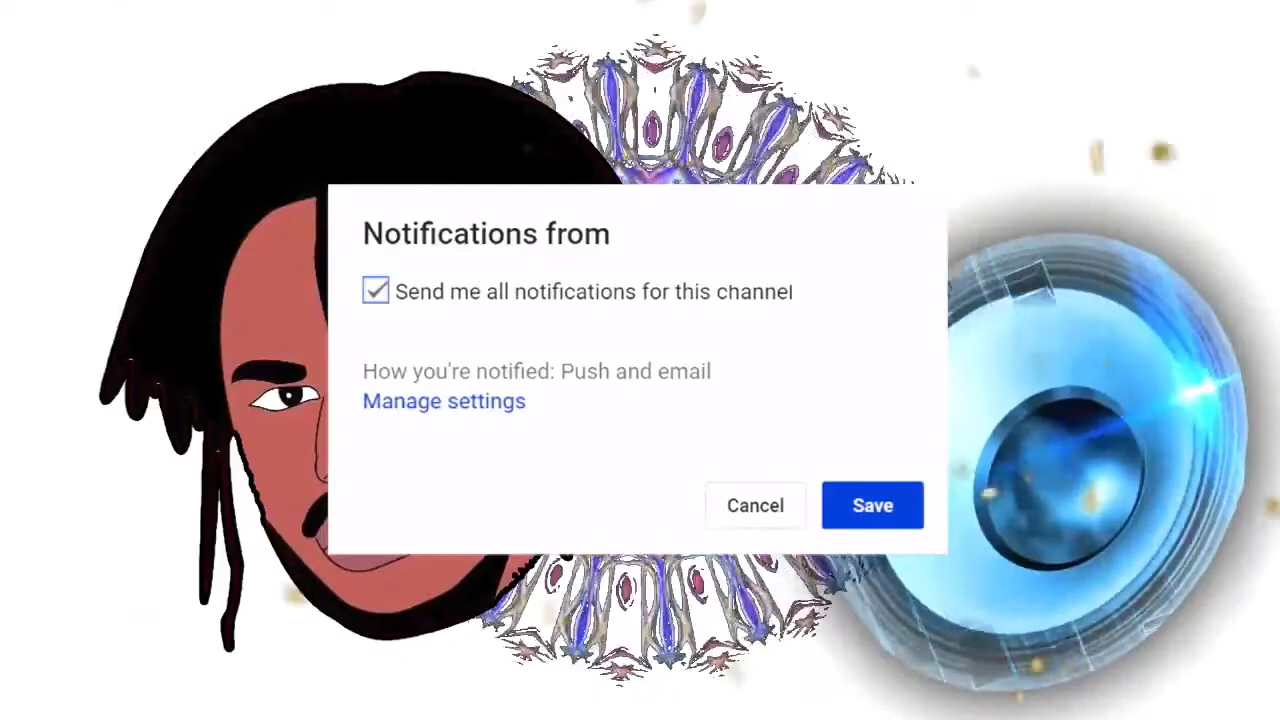 Notifications from
Send me all notifications for this channel
How you're notified: Push and email
Manage settings
Cancel
Save